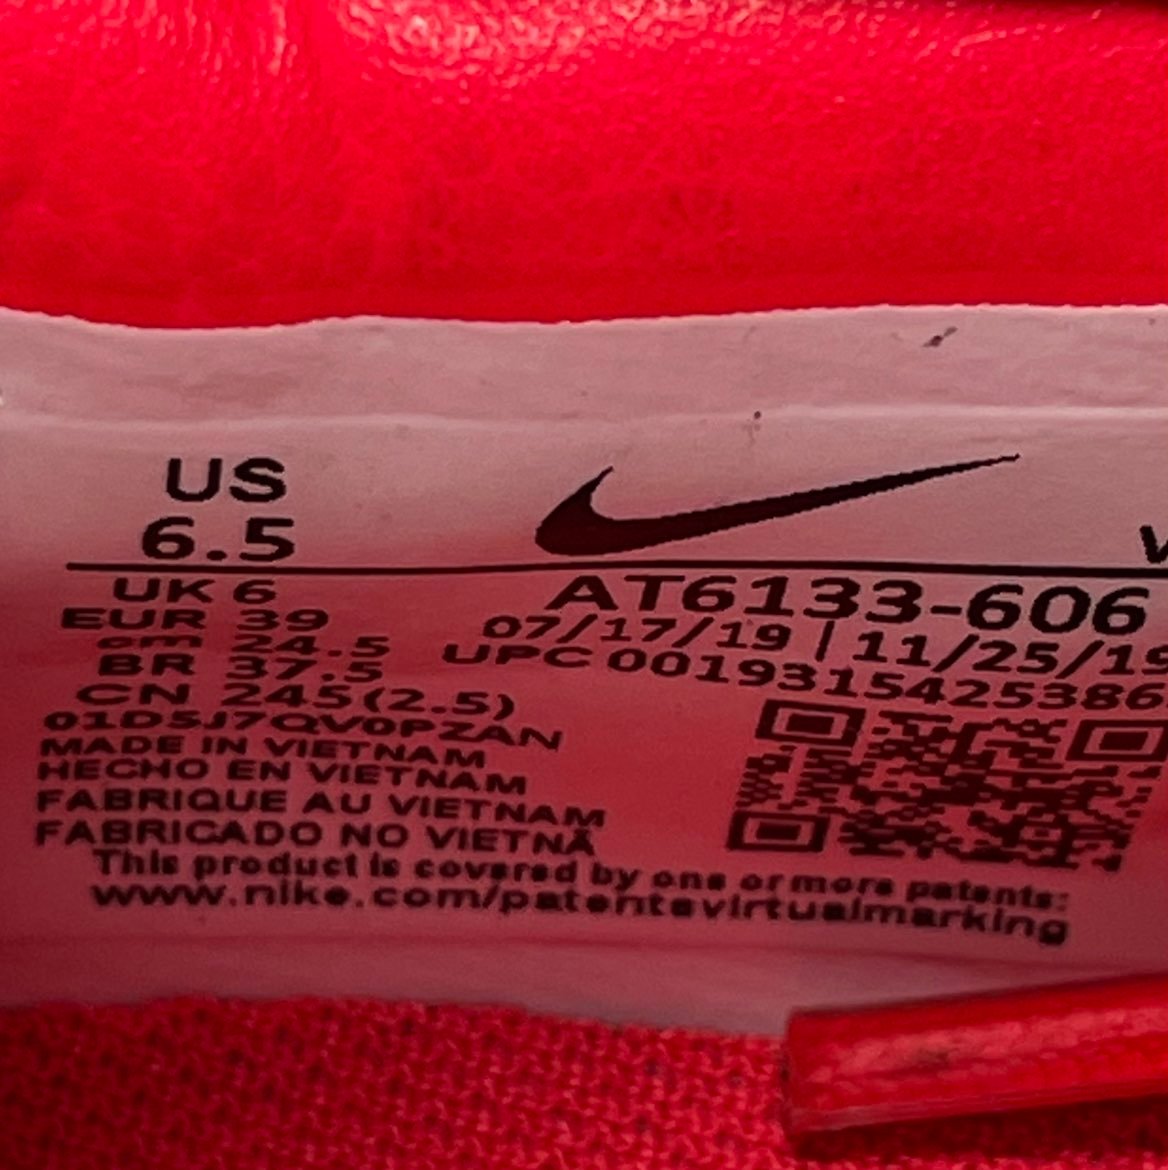 US
6.5
UK 6
EUR 39
cm 24.5
BR 37.5
CN 245(2.5)
01D5J7QV0PZAN
MADE IN VIETNAM
HECHO EN VIETNAM
FABRIQUE AU VIETNAM
FABRICADO NO VIETNÃ
AT6133-606
07/17/19 | 11/25/19
UPC 0019315425386
This product is covered by one or more patents:
www.nike.com/patentsvirtualmarking